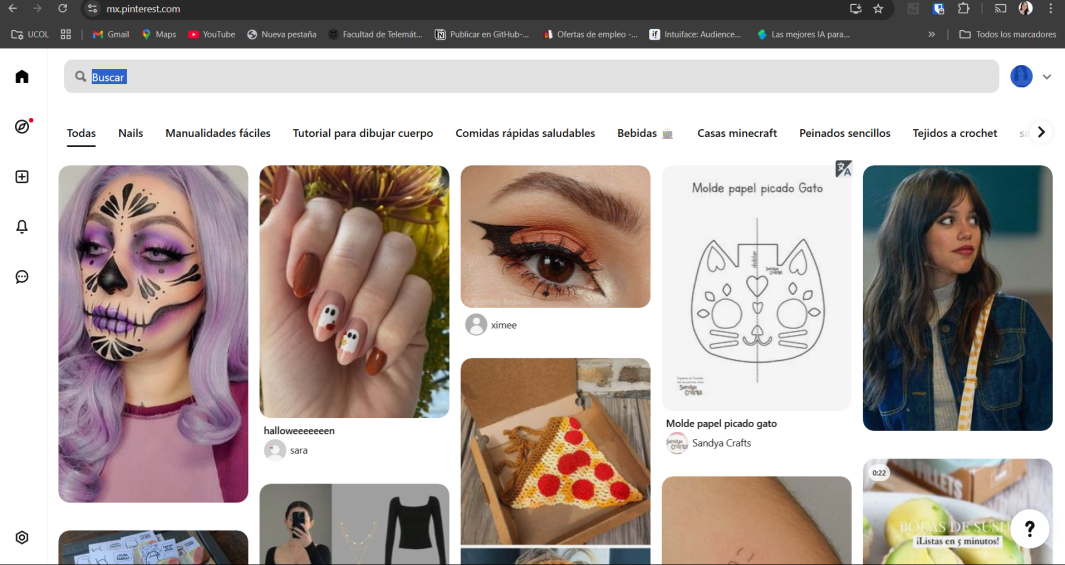 mx.pinterest.com
UCOL
Gmail
Maps
YouTube
Nueva pestaña
Facultad de Telemát...
Publicar en GitHub-...
Ofertas de empleo -...
Intuiface: Audience...
Las mejores IA para...
»
Todos los marcadores
Buscar
Todas
Nails
Manualidades fáciles
Tutorial para dibujar cuerpo
Comidas rápidas saludables
Bebidas 🍵
Casas minecraft
Peinados sencillos
Tejidos a crochet
Molde papel picado Gato
Sandya Crafts
ximee
halloweeeeeeen
sara
Molde papel picado gato
Sandya Crafts
0:22
BOLAS DE SUSHI
¡Listas en 5 minutos!
?